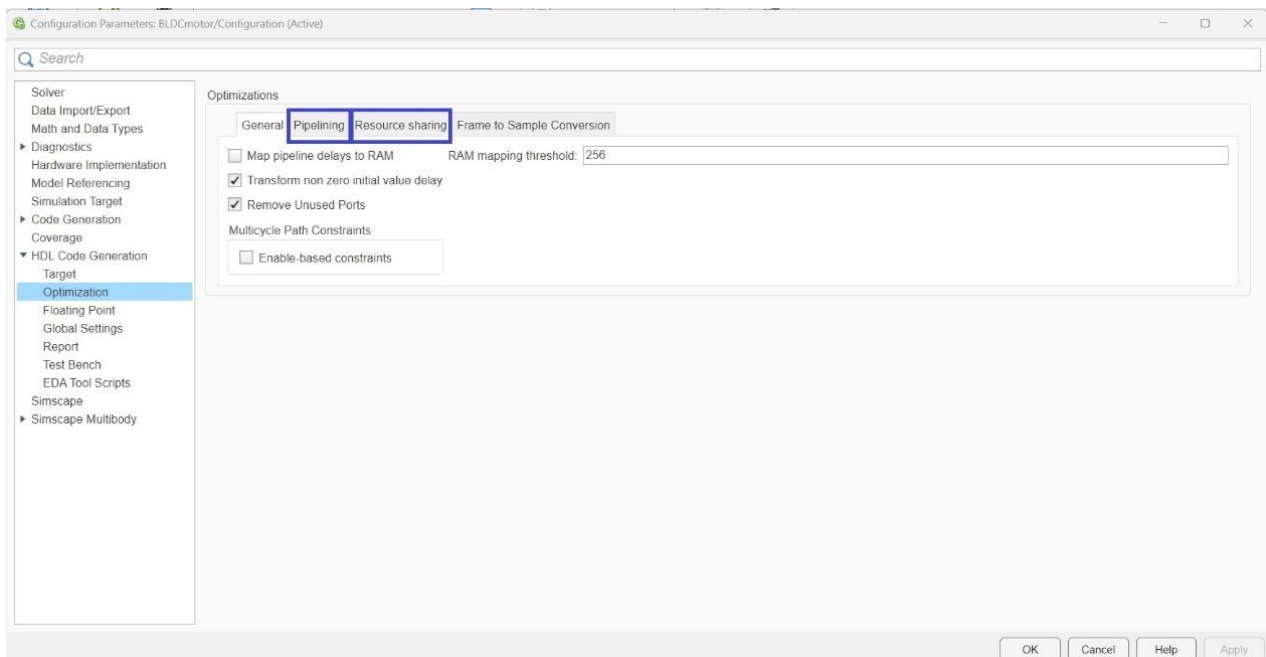 Configuration Parameters: BLDCmotor/Configuration (Active)
Search
Solver
Data Import/Export
Math and Data Types
Diagnostics
Hardware Implementation
Model Referencing
Simulation Target
Code Generation
Coverage
HDL Code Generation
Target
Optimization
Floating Point
Global Settings
Report
Test Bench
EDA Tool Scripts
Simscape
Simscape Multibody
Optimizations
General Pipelining Resource sharing Frame to Sample Conversion
Map pipeline delays to RAM RAM mapping threshold: 256
Transform non zero initial value delay
Remove Unused Ports
Multicycle Path Constraints
Enable-based constraints
OK Cancel Help Apply